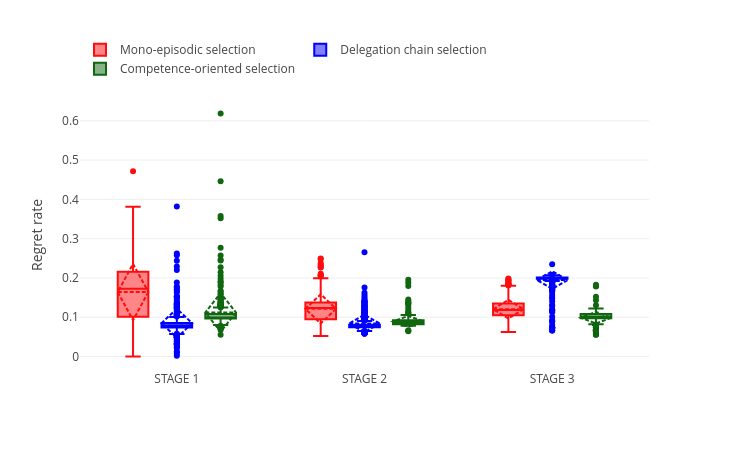 Mono-episodic selection
Delegation chain selection
Competence-oriented selection
Regret rate
0.6
0.5
0.4
0.3
0.2
0.1
0
STAGE 1
STAGE 2
STAGE 3